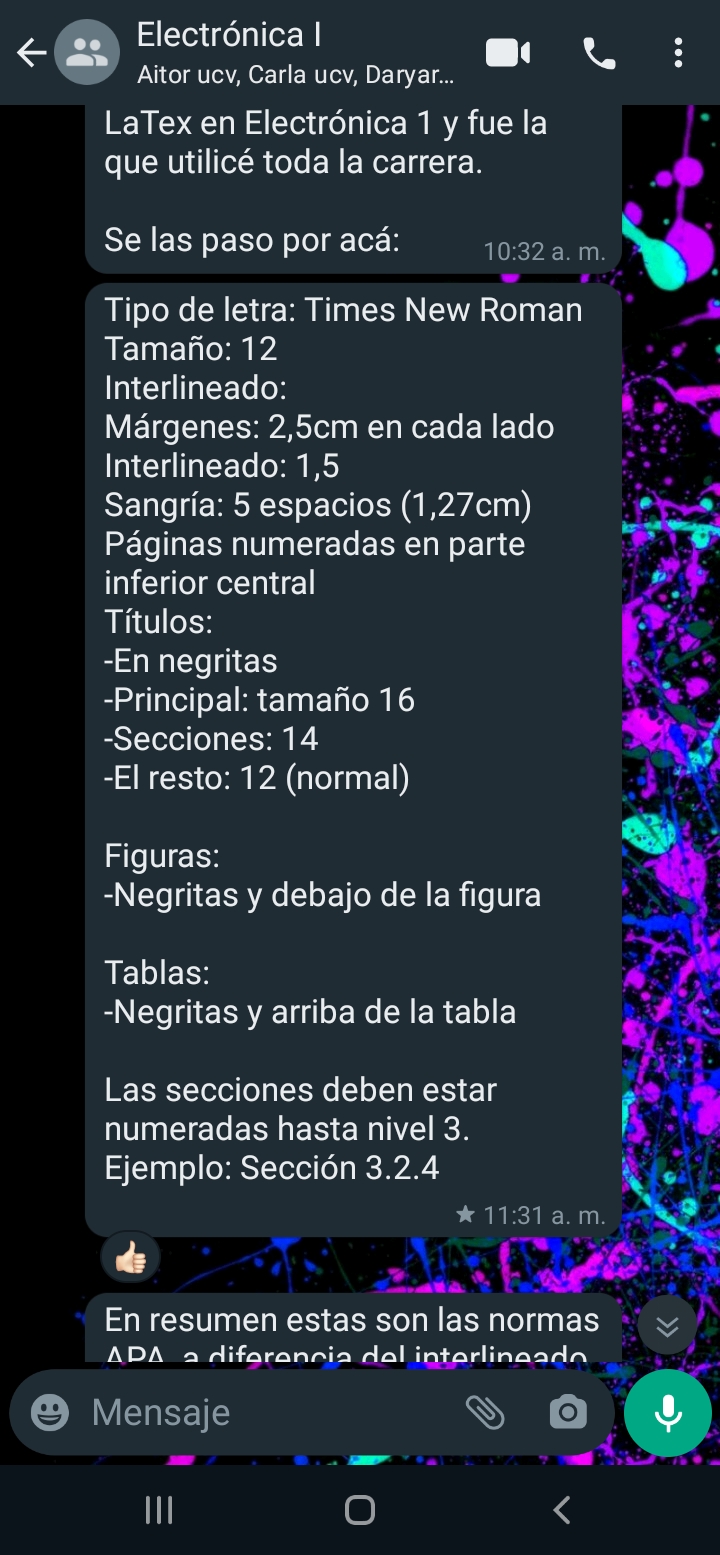 Electrónica I
Aitor ucv, Carla ucv, Daryar...
LaTex en Electrónica 1 y fue la
que utilicé toda la carrera.
Se las paso por acá:
10:32 a. m.
Tipo de letra: Times New Roman
Tamaño: 12
Interlineado:
Márgenes: 2,5cm en cada lado
Interlineado: 1,5
Sangría: 5 espacios (1,27cm)
Páginas numeradas en parte
inferior central
Títulos:
-En negritas
-Principal: tamaño 16
-Secciones: 14
-El resto: 12 (normal)
Figuras:
-Negritas y debajo de la figura
Tablas:
-Negritas y arriba de la tabla
Las secciones deben estar
numeradas hasta nivel 3.
Ejemplo: Sección 3.2.4
11:31 a. m.
En resumen estas son las normas
APA, a diferencia del interlineado
Mensaje